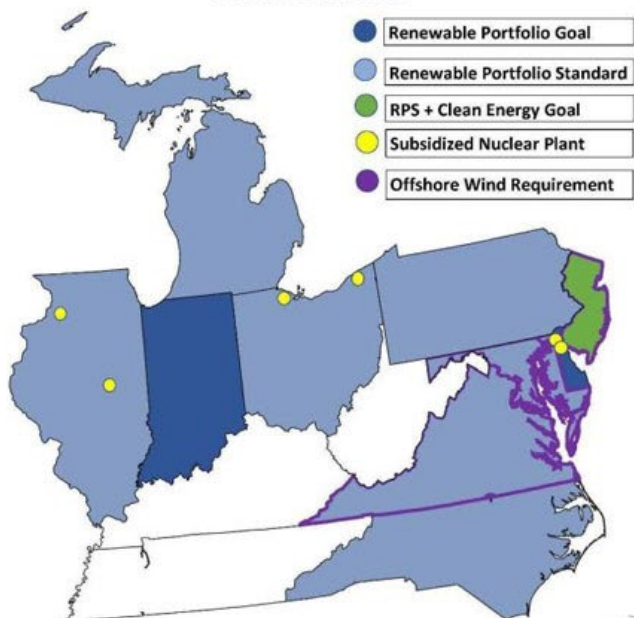 Renewable Portfolio Goal
Renewable Portfolio Standard
RPS + Clean Energy Goal
Subsidized Nuclear Plant
Offshore Wind Requirement